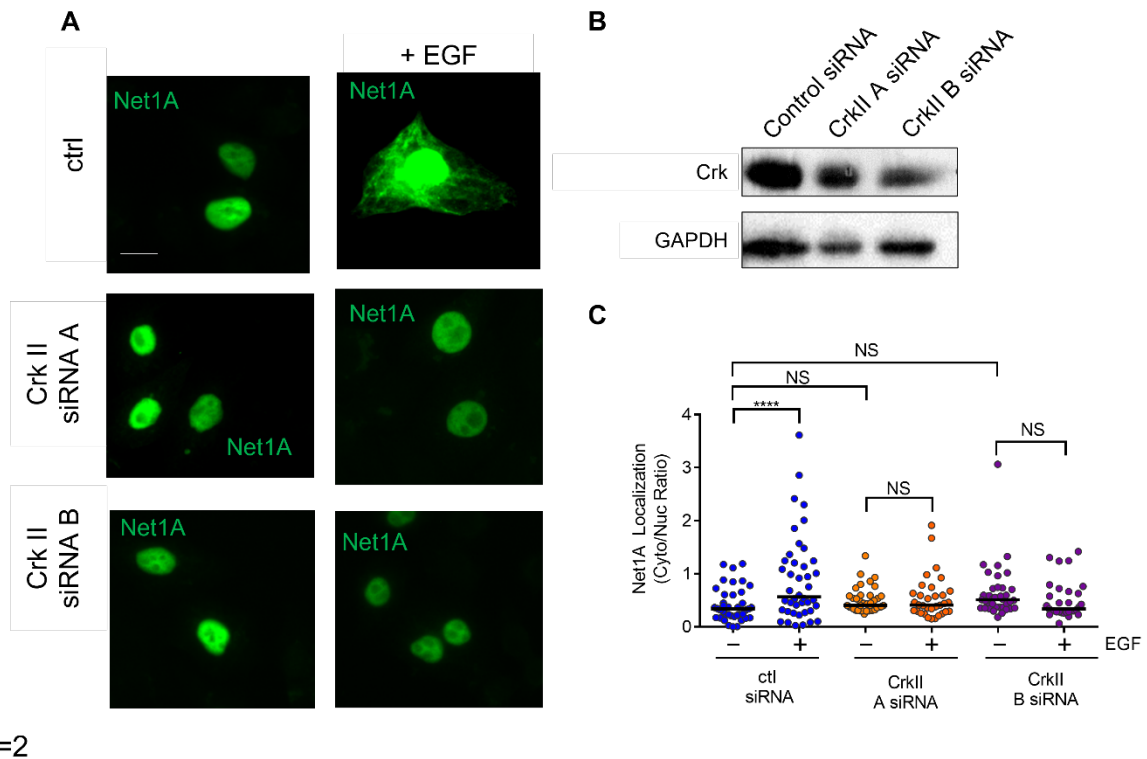 A
+ EGF
ctrl
Net1A
Net1A
Crk II
siRNA A
Net1A
Net1A
Crk II
siRNA B
Net1A
Net1A
=2
B
Control siRNA
CrkII A siRNA
CrkII B siRNA
Crk
GAPDH
C
NS
NS
****
NS
NS
Net1A Localization
(Cyto/Nuc Ratio)
4
3
2
1
0
− + − + − + EGF
ctl
siRNA
CrkII
A siRNA
CrkII
B siRNA